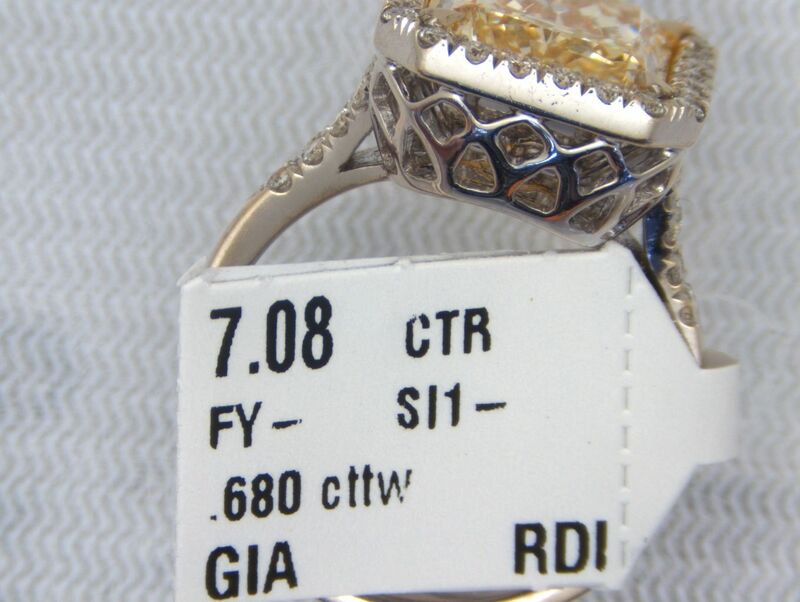 7.08 CTR
FY- SI1-
.680 cttw
GIA RDI